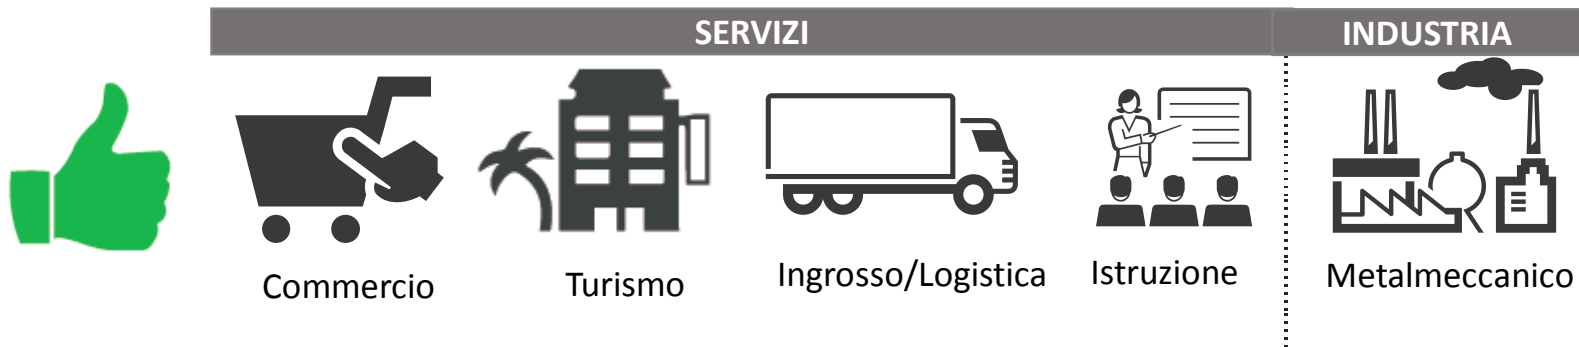 SERVIZI
INDUSTRIA
Commercio
Turismo
Ingrosso/Logistica
Istruzione
Metalmeccanico